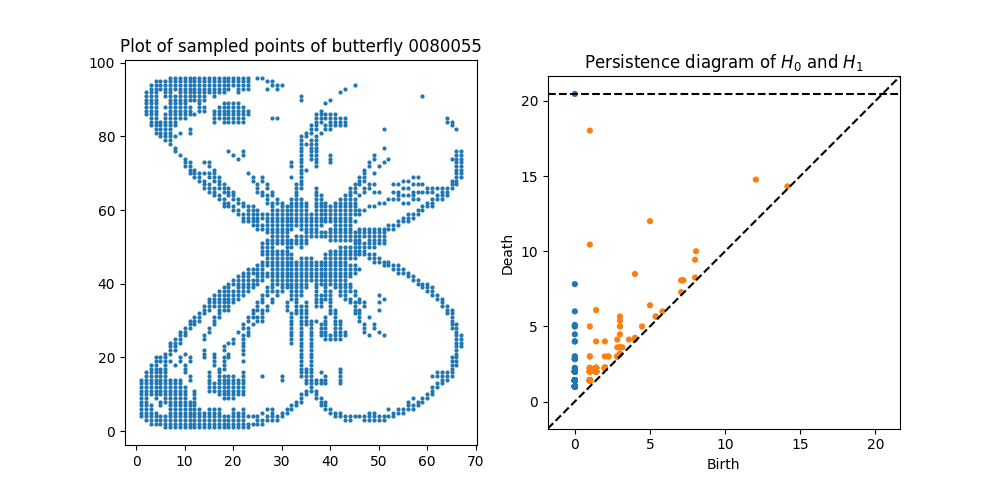 Plot of sampled points of butterfly 0080055
100
80
60
40
20
0
0 10 20 30 40 50 60 70
Persistence diagram of H₀ and H₁
Death
20
15
10
5
0
0 5 10 15 20
Birth